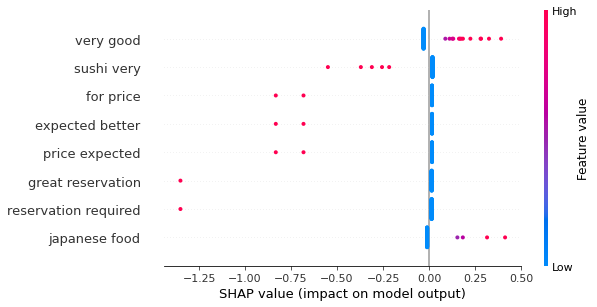 High
very good
sushi very
for price
expected better
price expected
great reservation
reservation required
japanese food
Feature value
Low
−1.25 −1.00 −0.75 −0.50 −0.25 0.00 0.25 0.50
SHAP value (impact on model output)